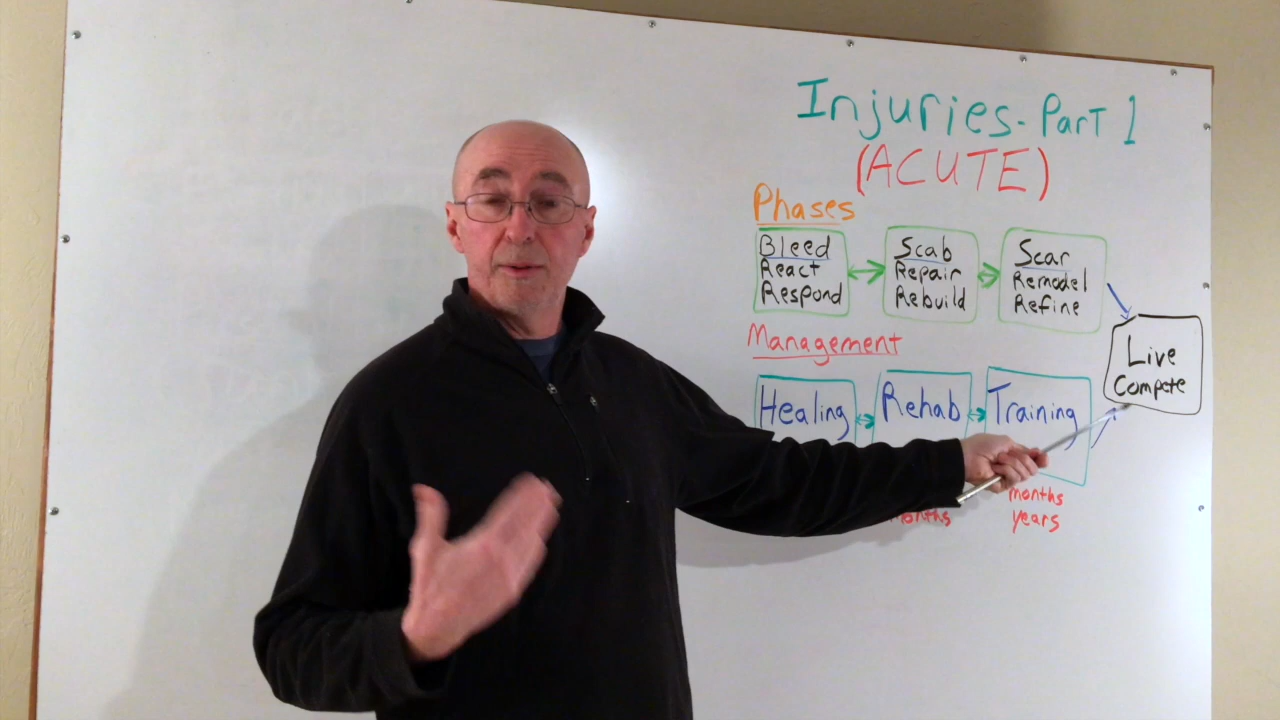 Injuries - Part 1
(ACUTE)
Phases
Bleed
React
Respond
Scab
Repair
Rebuild
Scar
Remodel
Refine
Live
Compete
Management
Healing
Rehab
Training
months
months
years